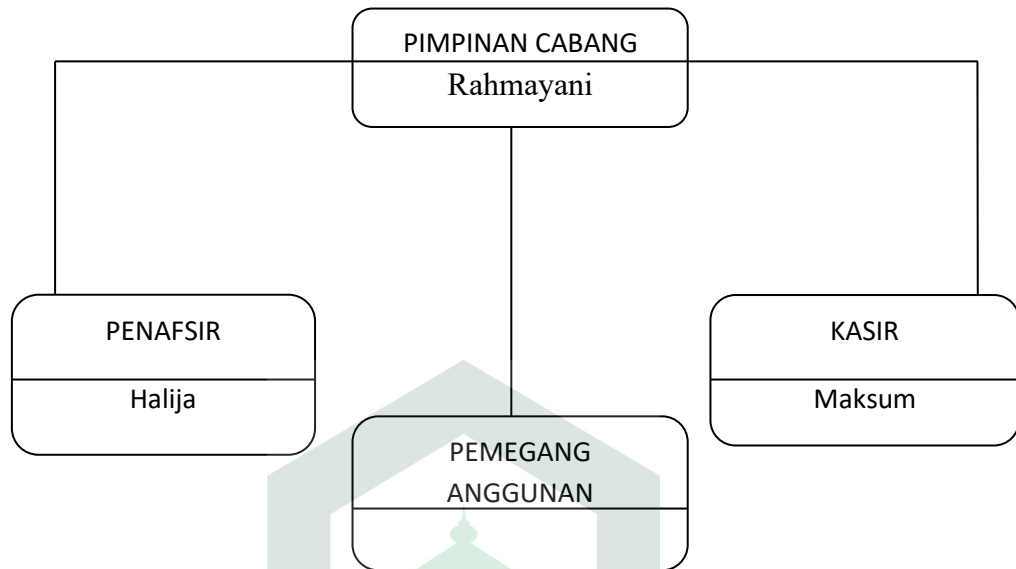 PIMPINAN CABANG
Rahmayani
PENAFSIR
Halija
KASIR
Maksum
PEMEGANG
ANGGUNAN